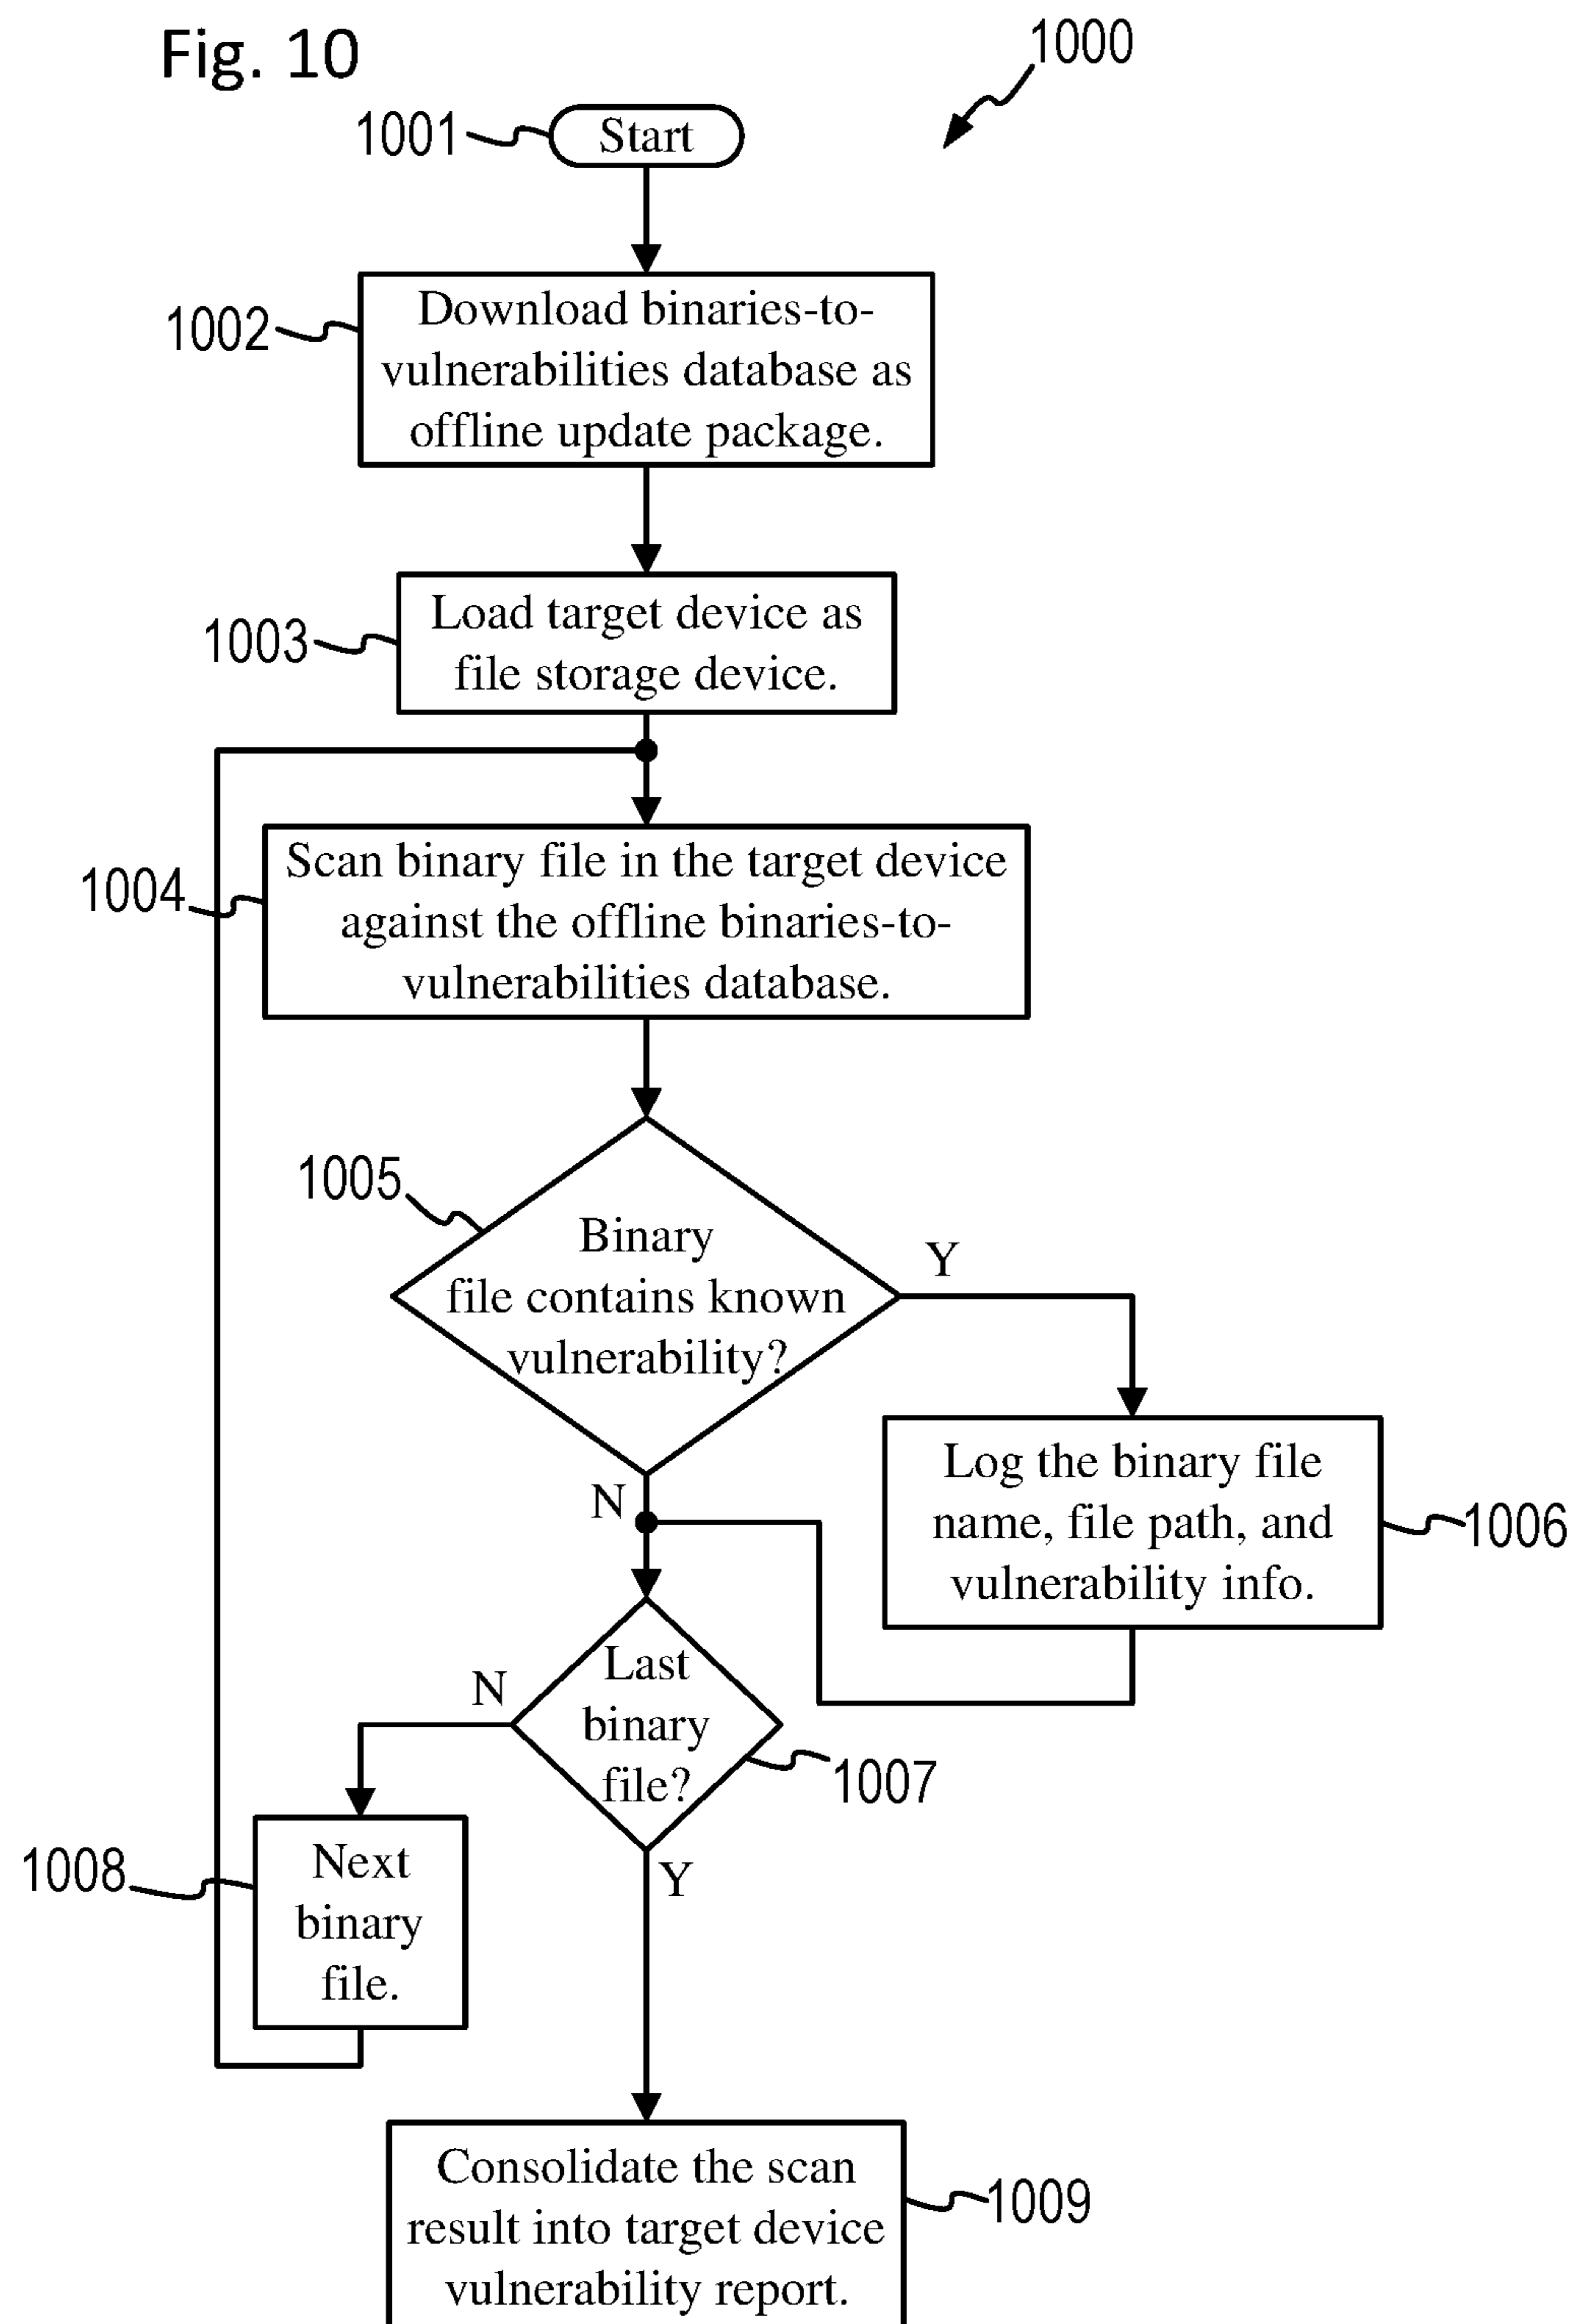 Fig. 10
1000
1001
Start
1002
Download binaries-to-
vulnerabilities database as
offline update package.
1003
Load target device as
file storage device.
1004
Scan binary file in the target device
against the offline binaries-to-
vulnerabilities database.
1005
Binary
file contains known
vulnerability?
Y
N
Log the binary file
name, file path, and
vulnerability info.
1006
Last
binary
file?
N
1007
Y
1008
Next
binary
file.
Consolidate the scan
result into target device
vulnerability report.
1009